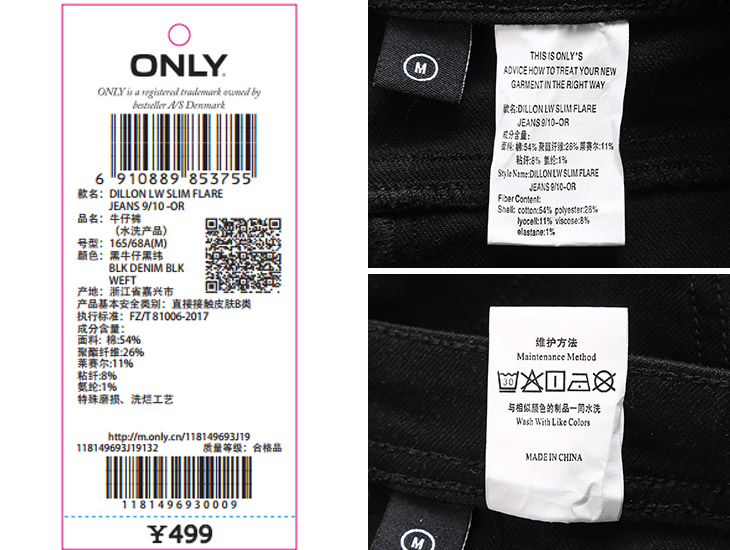 ONLY
ONLY is a registered trademark owned by
bestseller A/S Denmark
6 910889 853755
款名: DILLON LW SLIM FLARE
JEANS 9/10 -OR
品名: 牛仔裤
（水洗产品）
号型: 165/68A(M)
颜色: 黑牛仔黑纬
BLK DENIM BLK
WEFT
产地: 浙江省嘉兴市
产品基本安全类别: 直接接触皮肤B类
执行标准: FZ/T 81006-2017
成分含量:
面料: 棉:54%
聚酯纤维:26%
莱赛尔:11%
粘纤:8%
氨纶:1%
特殊磨损、洗烂工艺
http://m.only.cn/118149693J19
118149693J19132 质量等级: 合格品
1181496930009
¥499
M
THIS IS ONLY'S
ADVICE HOW TO TREAT YOUR NEW
GARMENT IN THE RIGHT WAY
款名:DILLON LW SLIM FLARE
JEANS 9/10-OR
成分含量:
面料:棉:54% 聚酯纤维:26% 莱赛尔:11%
粘纤:8% 氨纶:1%
Style Name:DILLON LW SLIM FLARE
JEANS 9/10-OR
Fiber Content:
Shell: cotton:54% polyester:26%
lyocell:11% viscose:8%
elastane:1%
维护方法
Maintenance Method
30
与相似颜色的制品一同水洗
Wash With Like Colors
MADE IN CHINA
M